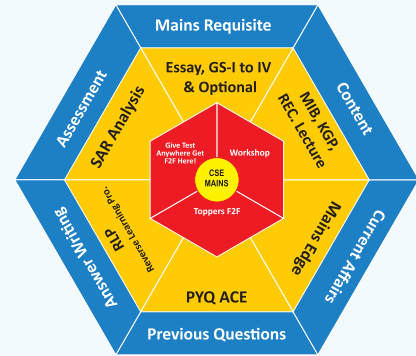 Mains Requisite
Essay, GS-I to IV
& Optional
Assessment
SAR Analysis
Content
MIB, KGP,
REC. Lecture
Give Test
Anywhere Get
F2F Here!
Workshop
CSE
MAINS
Toppers F2F
Answer Writing
RLP
Reverse Learning Pro.
Mains Edge
Current Affairs
PYQ ACE
Previous Questions